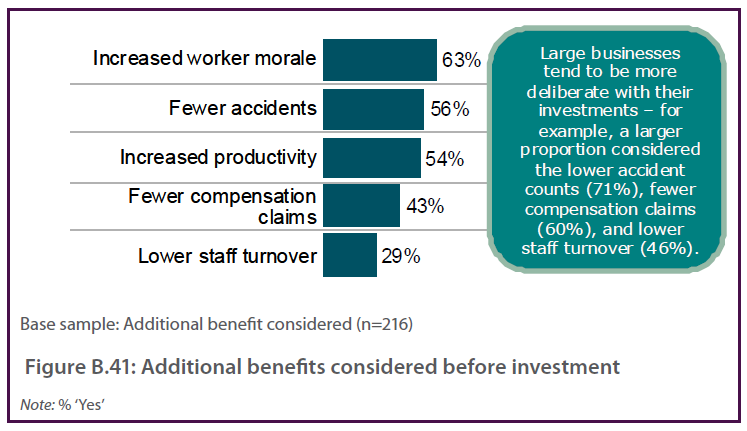 Increased worker morale 63%
Fewer accidents 56%
Increased productivity 54%
Fewer compensation
claims 43%
Lower staff turnover 29%
Large businesses
tend to be more
deliberate with their
investments – for
example, a larger
proportion considered
the lower accident
counts (71%), fewer
compensation claims
(60%), and lower
staff turnover (46%).
Base sample: Additional benefit considered (n=216)
Figure B.41: Additional benefits considered before investment
Note: % ‘Yes’